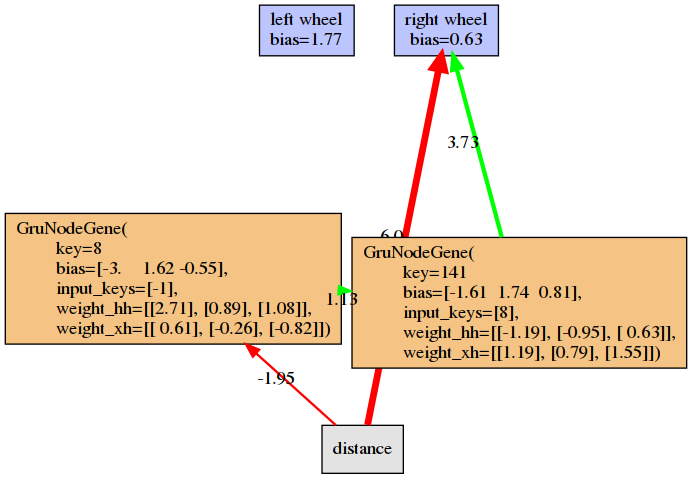 left wheel
bias=1.77
right wheel
bias=0.63
3.73
6.0
GruNodeGene(
key=8
bias=[-3. 1.62 -0.55],
input_keys=[-1],
weight_hh=[[2.71], [0.89], [1.08]],
weight_xh=[[ 0.61], [-0.26], [-0.82]])
1.13
GruNodeGene(
key=141
bias=[-1.61 1.74 0.81],
input_keys=[8],
weight_hh=[[-1.19], [-0.95], [ 0.63]],
weight_xh=[[1.19], [0.79], [1.55]])
-1.95
distance